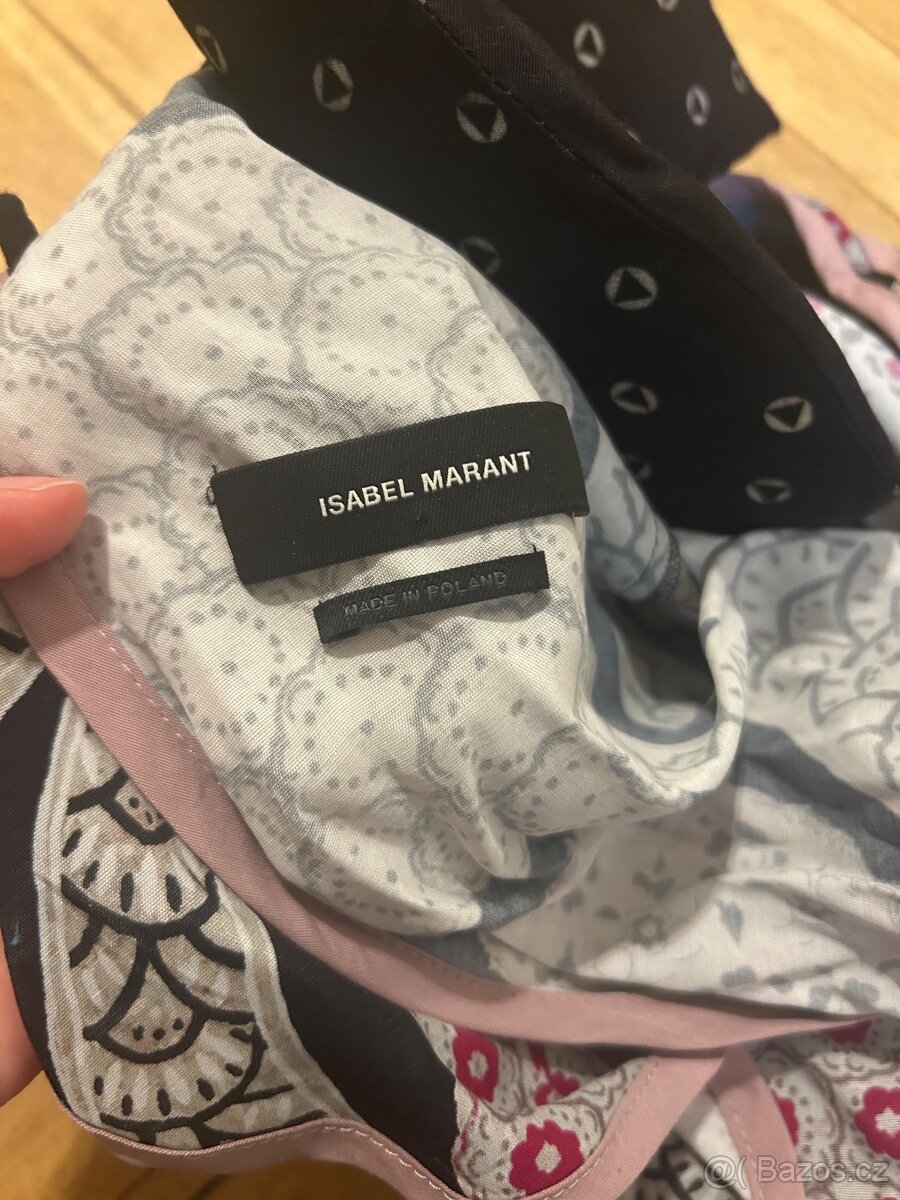 ISABEL MARANT
MADE IN POLAND
@( Bazos.cz